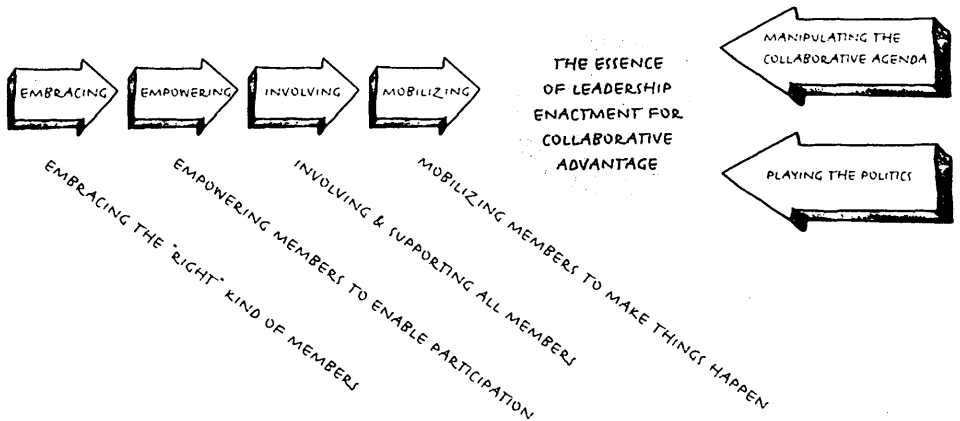 EMBRACING
EMPOWERING
INVOLVING
MOBILIZING
THE ESSENCE
OF LEADERSHIP
ENACTMENT FOR
COLLABORATIVE
ADVANTAGE
MANIPULATING THE
COLLABORATIVE AGENDA
PLAYING THE POLITICS
EMBRACING THE "RIGHT" KIND OF MEMBERS
EMPOWERING MEMBERS TO ENABLE PARTICIPATION
INVOLVING & SUPPORTING ALL MEMBERS
MOBILIZING MEMBERS TO MAKE THINGS HAPPEN